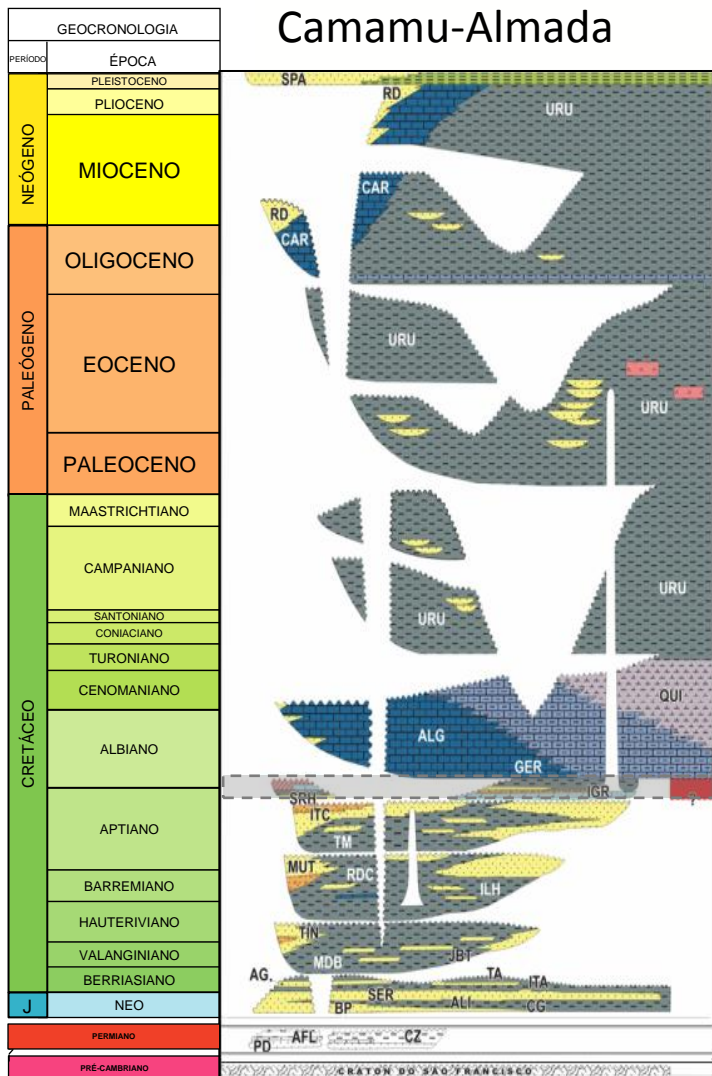 Camamu-Almada
GEOCRONOLOGIA
PERÍODO
ÉPOCA
NEÓGENO
PLEISTOCENO
PLIOCENO
MIOCENO
PALEÓGENO
OLIGOCENO
EOCENO
PALEOCENO
CRETÁCEO
MAASTRICHTIANO
CAMPANIANO
SANTONIANO
CONIACIANO
TURONIANO
CENOMANIANO
ALBIANO
APTIANO
BARREMIANO
HAUTERIVIANO
VALANGINIANO
BERRIASIANO
J
NEO
PERMIANO
PRÉ-CAMBRIANO
SPA
RD
URU
CAR
RD
CAR
URU
URU
URU
URU
QUI
ALG
GER
SRH
IGR
?
ITC
TM
MUT
RDC
ILH
TIN
MDB
JBT
AG.
TA
ITA
SER
ALI
BP
CG
AFL
CZ
PD
CRÁTON DO SÃO FRANCISCO